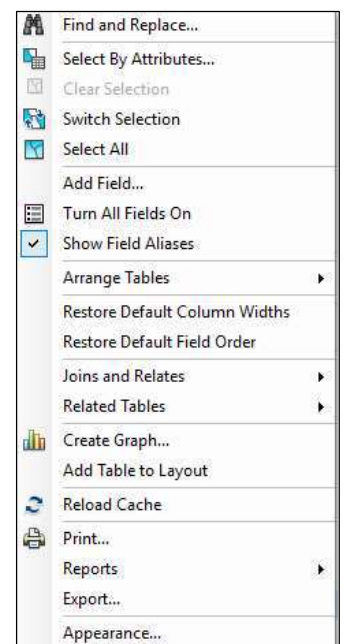 Find and Replace...
Select By Attributes...
Clear Selection
Switch Selection
Select All
Add Field...
Turn All Fields On
Show Field Aliases
Arrange Tables
Restore Default Column Widths
Restore Default Field Order
Joins and Relates
Related Tables
Create Graph...
Add Table to Layout
Reload Cache
Print...
Reports
Export...
Appearance...